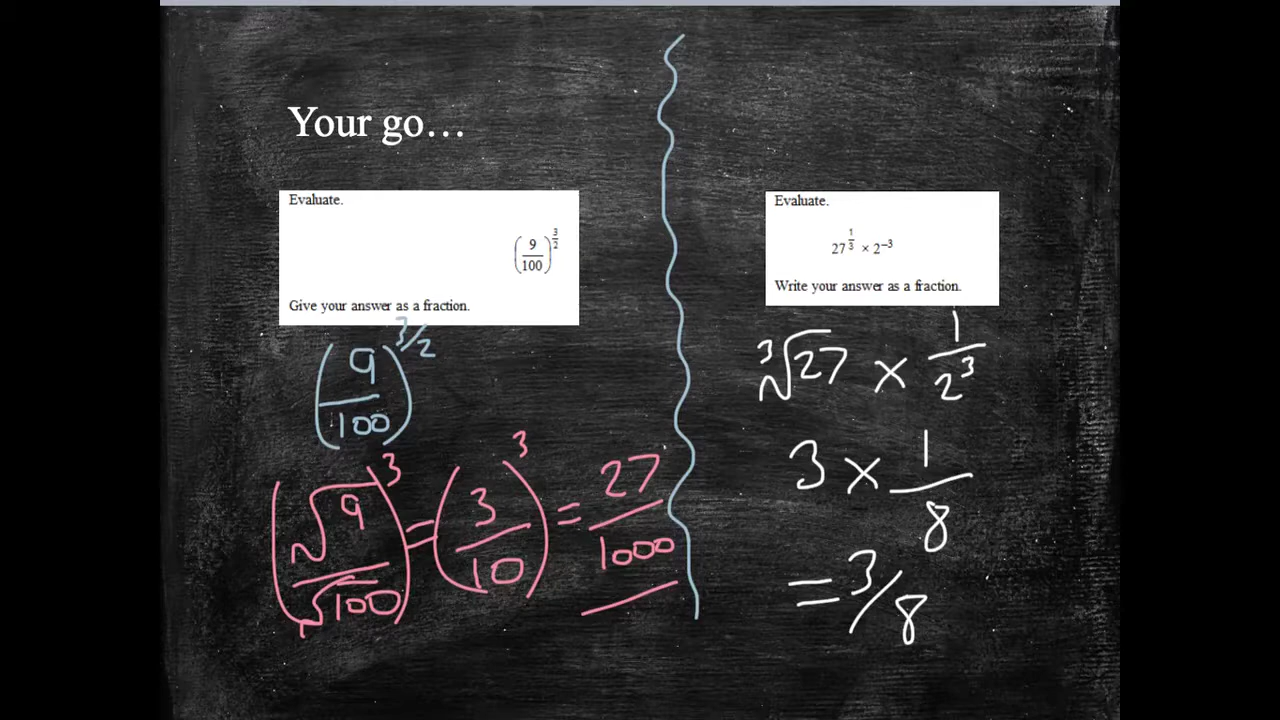 Your go…
Evaluate.
(9/100)^(3/2)
Give your answer as a fraction.
(9/100)^3/2
(√9/√100)^3 = (3/10)^3 = 27/1000
Evaluate.
27^(1/3) × 2^-3
Write your answer as a fraction.
∛27 × 1/2^3
3 × 1/8
= 3/8